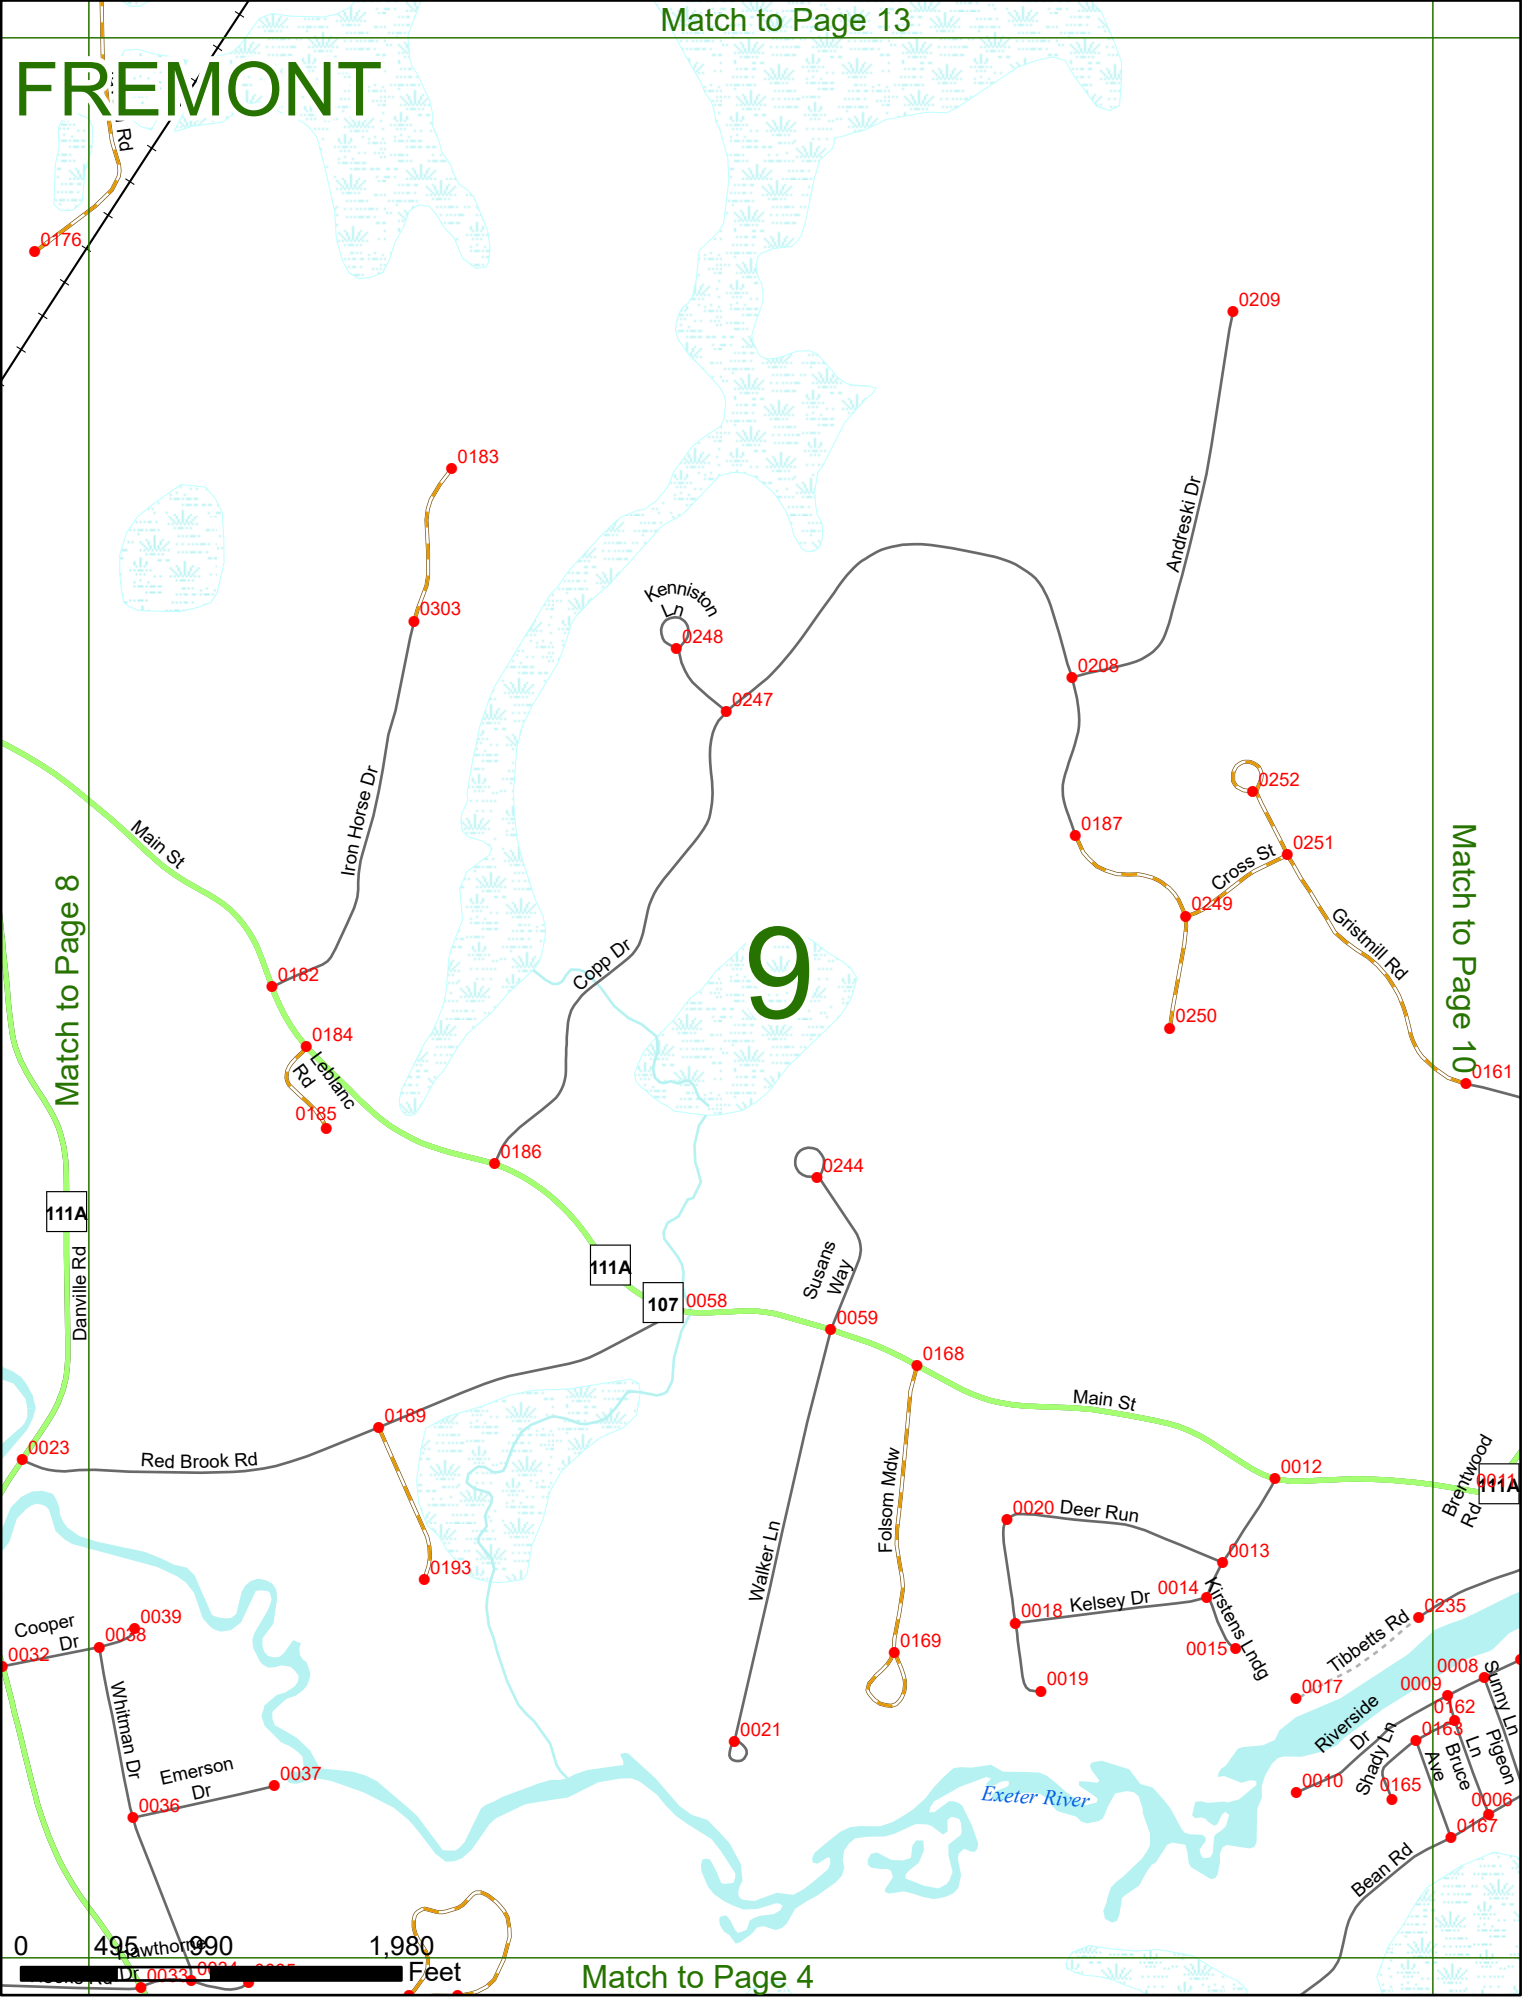 Match to Page 13
FREMONT
Rd
0176
0209
0183
Andreski Dr
0303
Kenniston
Ln
0248
0208
0247
Iron Horse Dr
0252
Main St
0187
0251
Cross St
Match to Page 8
Match to Page 10
0249
Gristmill Rd
9
Copp Dr
0182
0250
0184
Leblanc
Rd
0161
0185
0186
0244
111A
Danville Rd
Susans
Way
111A
107
0058
0059
0168
Main St
0189
0023
Red Brook Rd
0012
Brentwood
Rd
0011
111A
Folsom Mdw
0020
Deer Run
Walker Ln
0013
0193
0014
Kelsey Dr
Kirstens Lndg
0018
0235
Tibbetts Rd
Cooper
Dr
0039
0038
0032
0169
0015
0008
Sunny Ln
0019
0017
0009
Whitman Dr
0162
Riverside
Dr
0021
0163
Shady Ln
Ave
Bruce
Ln
Pigeon
Emerson
Dr
0037
0010
0165
Exeter River
0036
0006
0167
Bean Rd
0
495
990
1,980
Feet
Hawthorne
Dr
0033
Match to Page 4